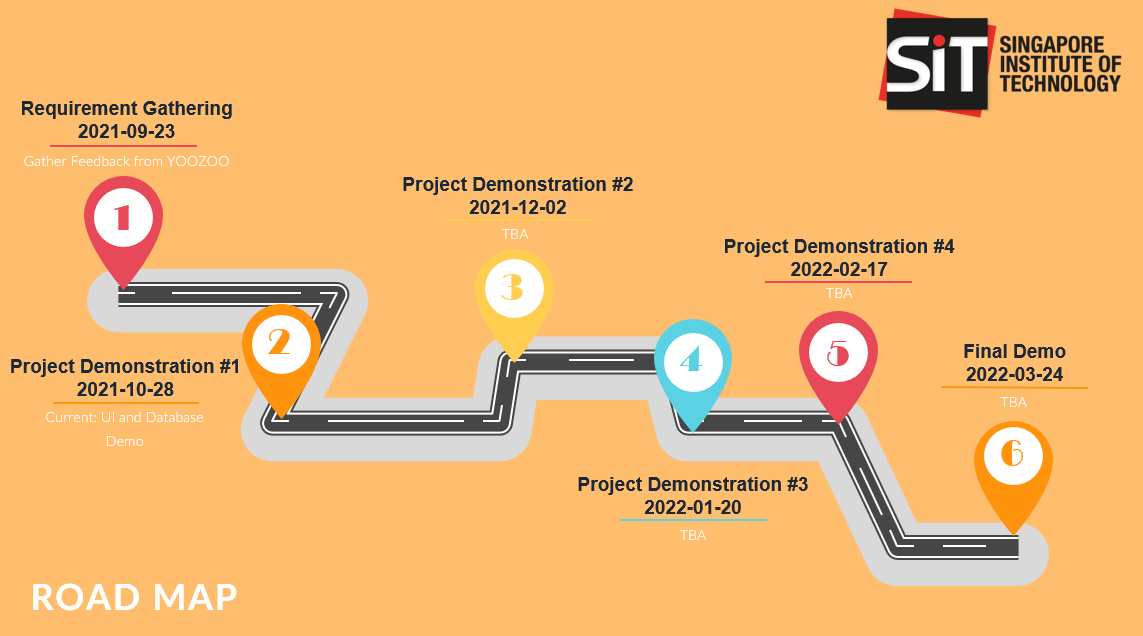 SiT
SINGAPORE
INSTITUTE OF
TECHNOLOGY
Requirement Gathering
2021-09-23
Gather Feedback from YOOZOO
1
Project Demonstration #1
2021-10-28
Current: UI and Database
Demo
2
Project Demonstration #2
2021-12-02
TBA
3
4
Project Demonstration #3
2022-01-20
TBA
Project Demonstration #4
2022-02-17
TBA
5
Final Demo
2022-03-24
TBA
6
ROAD MAP